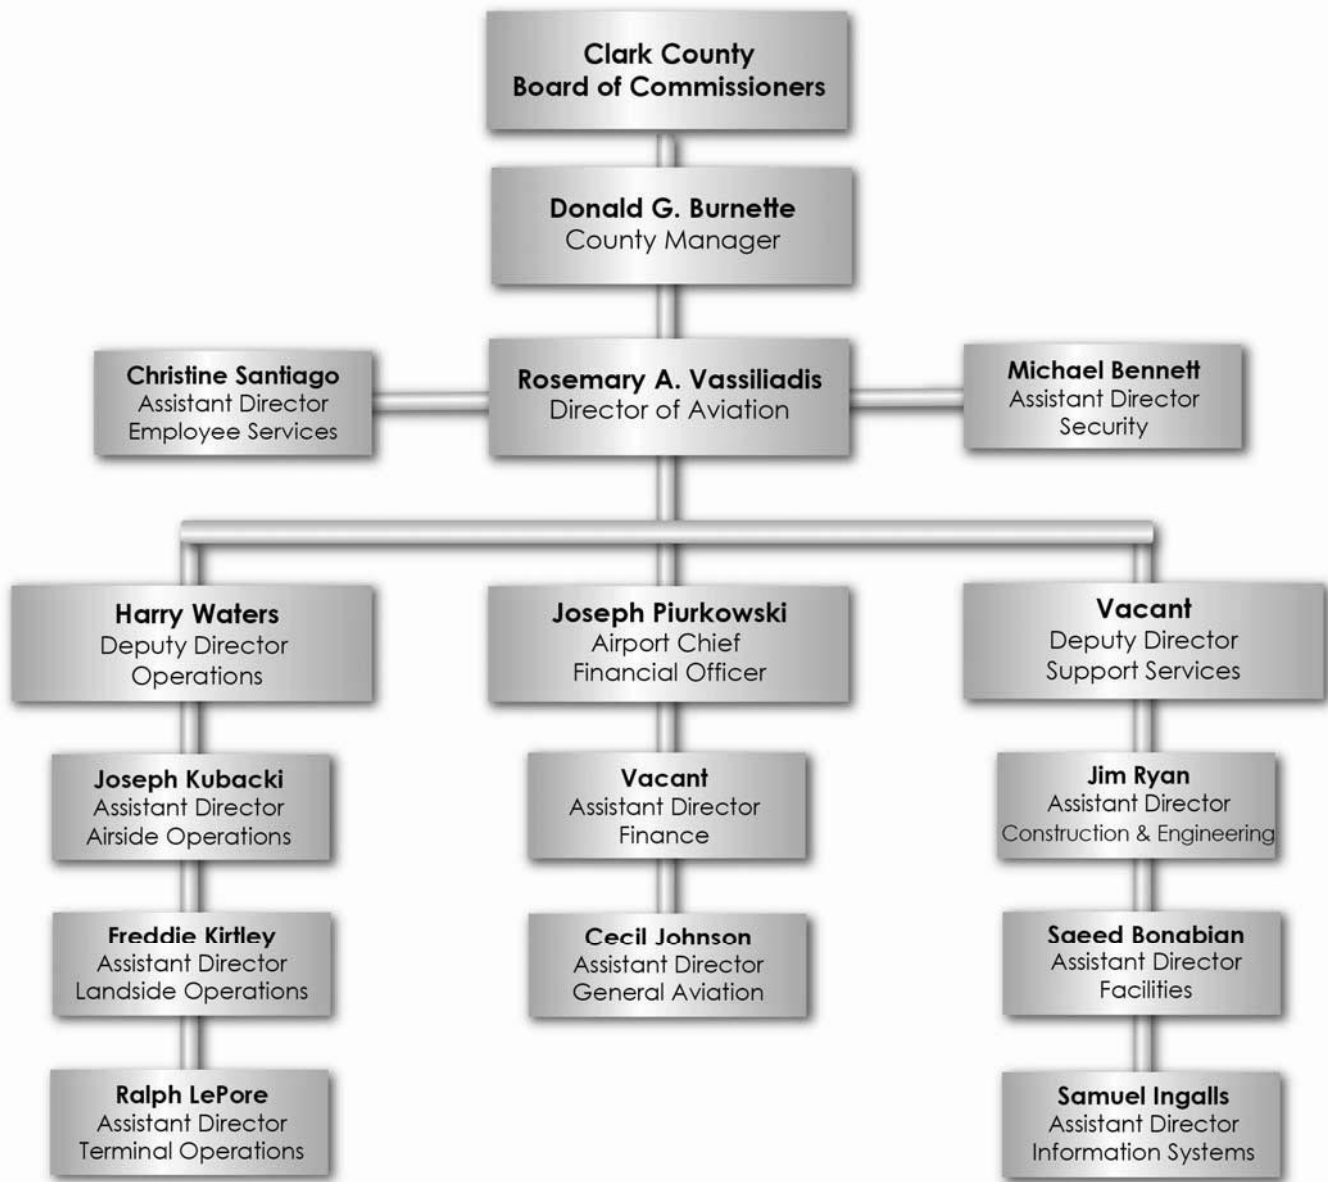 Clark County
Board of Commissioners
Donald G. Burnette
County Manager
Christine Santiago
Assistant Director
Employee Services
Rosemary A. Vassiliadis
Director of Aviation
Michael Bennett
Assistant Director
Security
Harry Waters
Deputy Director
Operations
Joseph Piurkowski
Airport Chief
Financial Officer
Vacant
Deputy Director
Support Services
Joseph Kubacki
Assistant Director
Airside Operations
Vacant
Assistant Director
Finance
Jim Ryan
Assistant Director
Construction & Engineering
Freddie Kirtley
Assistant Director
Landside Operations
Cecil Johnson
Assistant Director
General Aviation
Saeed Bonabian
Assistant Director
Facilities
Ralph LePore
Assistant Director
Terminal Operations
Samuel Ingalls
Assistant Director
Information Systems